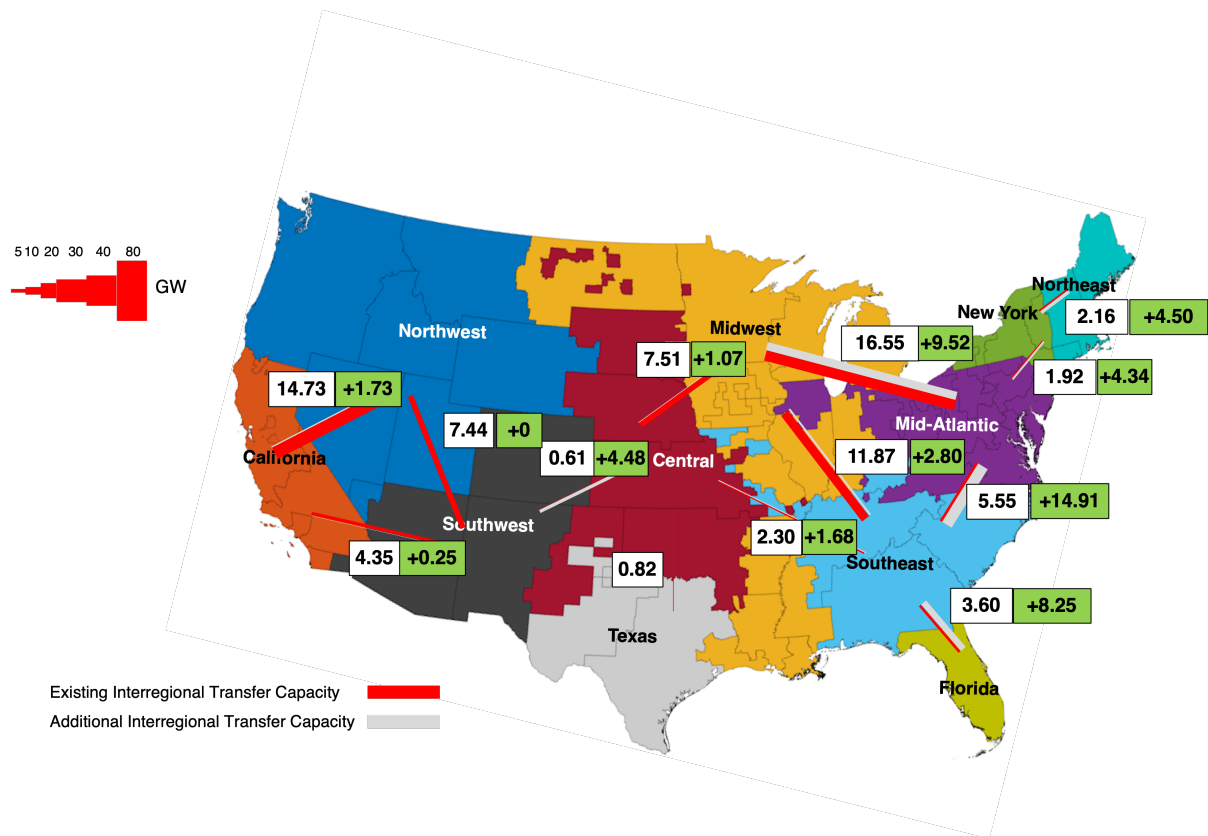 5 10 20 30 40 80
GW
Northeast
New York
2.16 +4.50
Midwest
Northwest
16.55 +9.52
7.51 +1.07
1.92 +4.34
14.73 +1.73
Mid-Atlantic
7.44 +0
California
0.61 +4.48
Central
11.87 +2.80
5.55 +14.91
Southwest
2.30 +1.68
4.35 +0.25
0.82
Southeast
3.60 +8.25
Texas
Florida
Existing Interregional Transfer Capacity
Additional Interregional Transfer Capacity